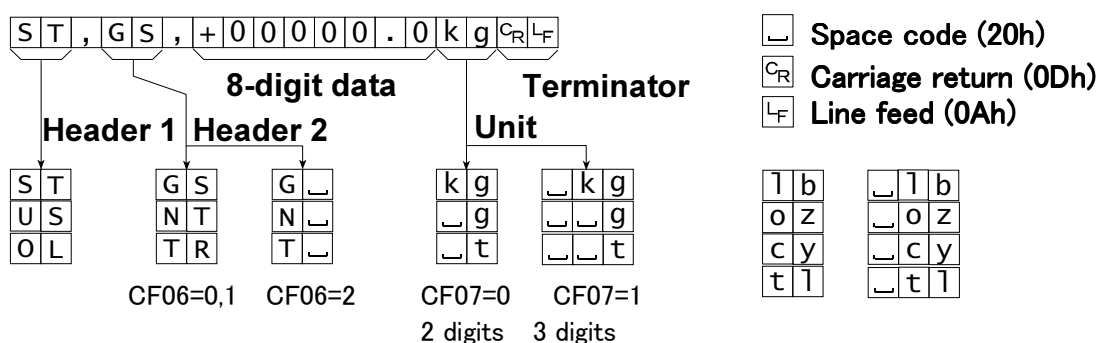 ST,GS,+00000.0kgCRLF
␣ Space code (20h)
CR Carriage return (0Dh)
LF Line feed (0Ah)
8-digit data
Terminator
Header 1
Header 2
Unit
ST
US
OL
GS
NT
TR
G␣
N␣
T␣
kg
␣g
␣t
␣kg
␣␣g
␣␣t
lb
oz
cy
tl
␣lb
␣oz
␣cy
␣tl
CF06=0,1
CF06=2
CF07=0
2 digits
CF07=1
3 digits